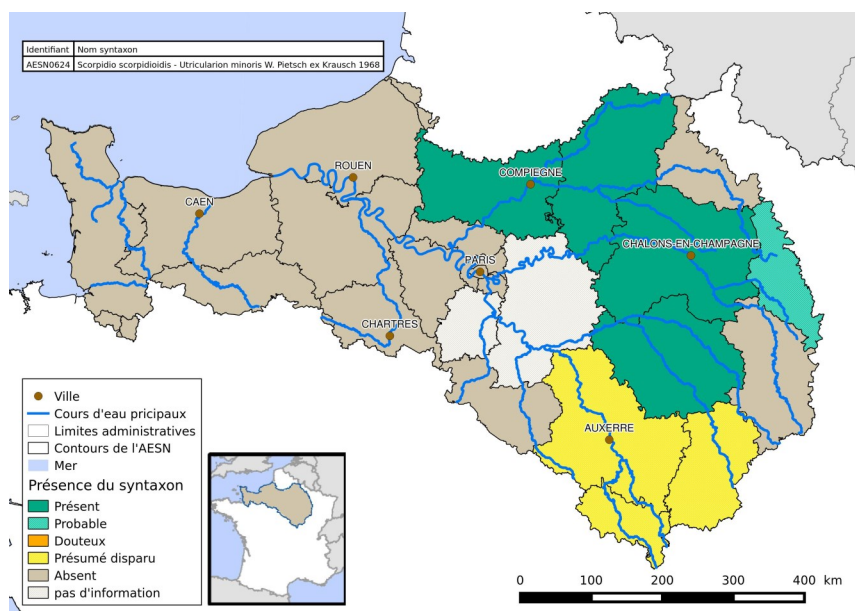 Identifiant Nom syntaxon
AESN0624 Scorpidio scorpidioidis - Utricularion minoris W. Pietsch ex Krausch 1968
ROUEN
COMPIEGNE
CAEN
CHALONS-EN-CHAMPAGNE
PARIS
CHARTRES
AUXERRE
Ville
Cours d'eau pricipaux
Limites administratives
Contours de l'AESN
Mer
Présence du syntaxon
Présent
Probable
Douteux
Présumé disparu
Absent
pas d'information
0 100 200 300 400 km